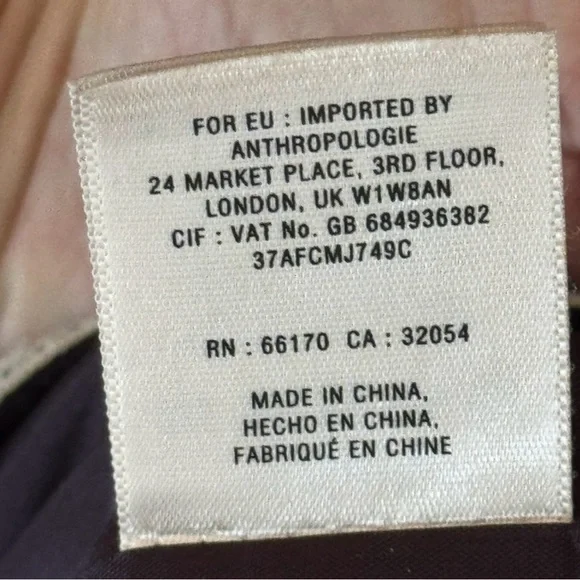 FOR EU : IMPORTED BY
ANTHROPOLOGIE
24 MARKET PLACE, 3RD FLOOR,
LONDON, UK W1W8AN
CIF : VAT No. GB 684936382
37AFCMJ749C
RN : 66170 CA : 32054
MADE IN CHINA,
HECHO EN CHINA,
FABRIQUÉ EN CHINE